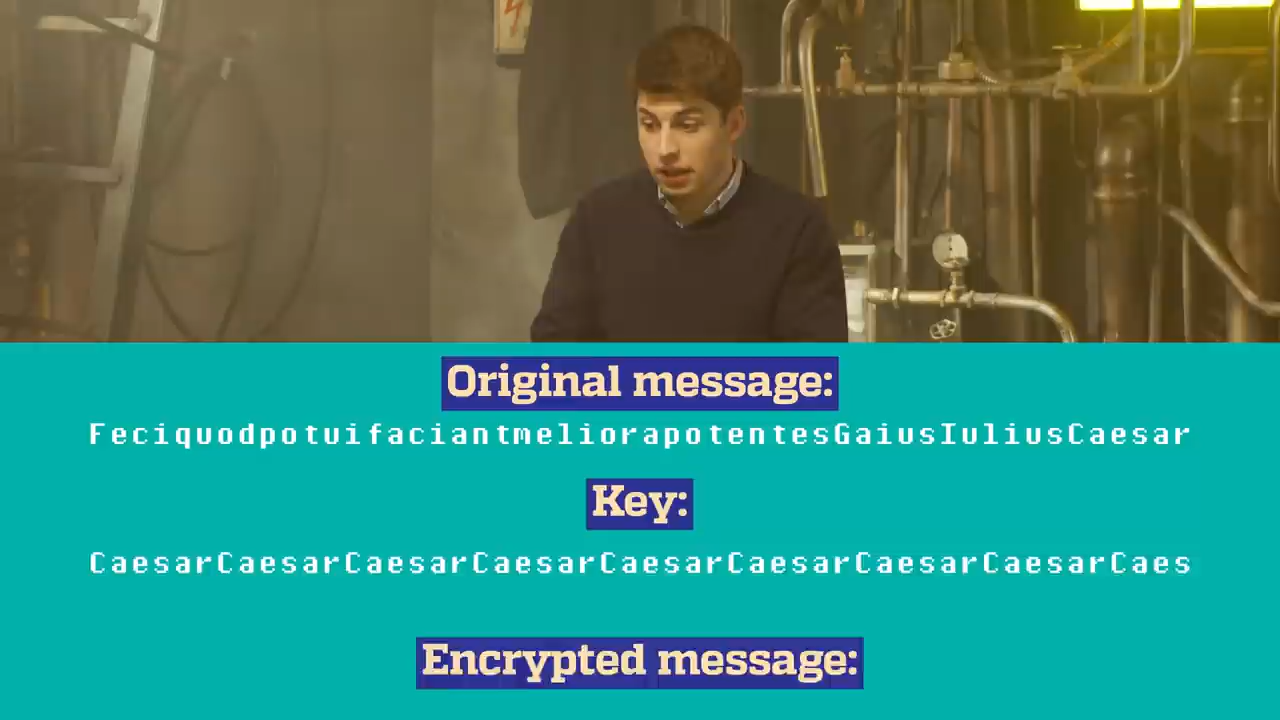 Original message:
FeciquodpotuifaciantmeliorapotentesGaiusIuliusCaesar
Key:
CaesarCaesarCaesarCaesarCaesarCaesarCaesarCaesarCaes
Encrypted message: